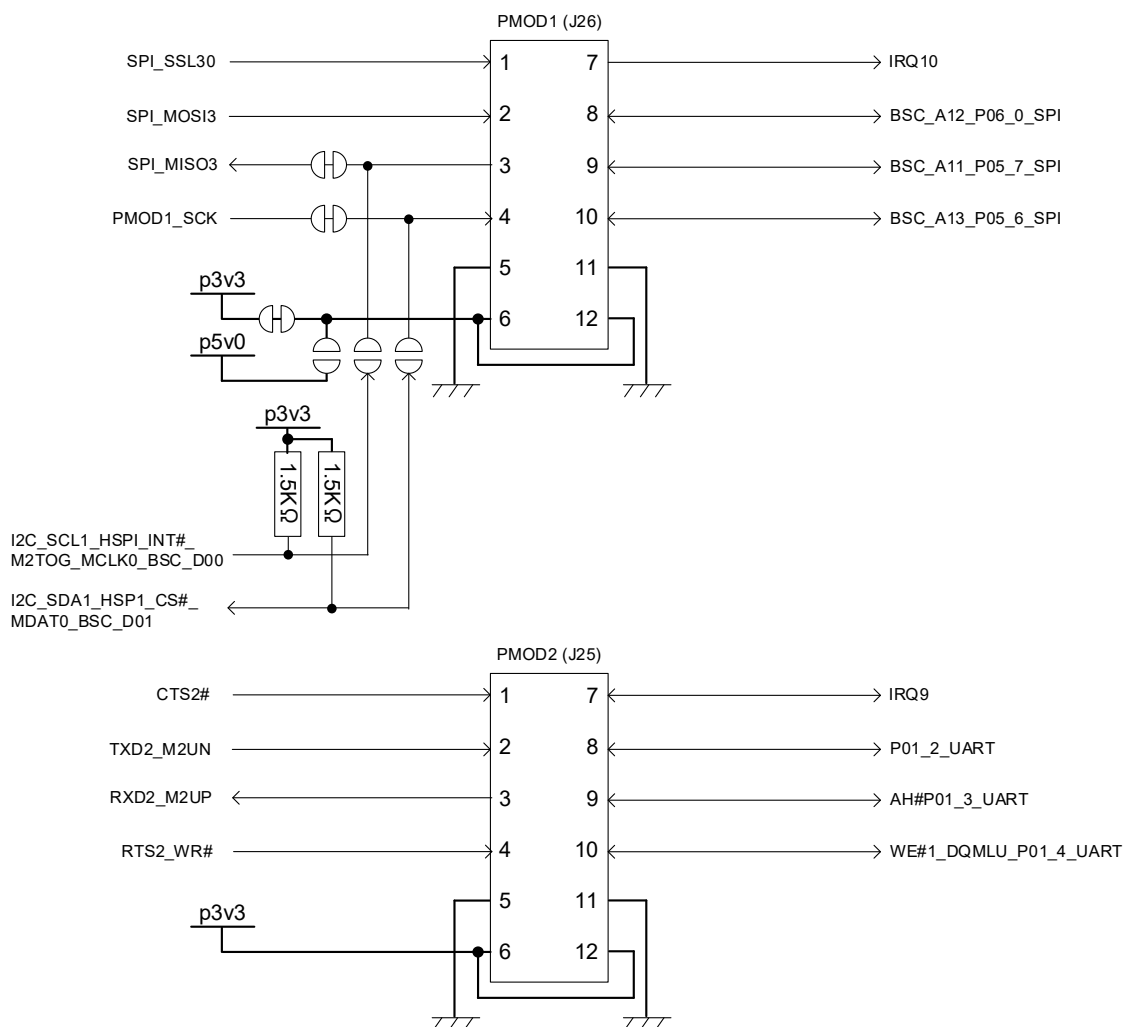 PMOD1 (J26)
SPI_SSL30
1
7
IRQ10
SPI_MOSI3
2
8
BSC_A12_P06_0_SPI
SPI_MISO3
3
9
BSC_A11_P05_7_SPI
PMOD1_SCK
4
10
BSC_A13_P05_6_SPI
5
11
p3v3
6
12
p5v0
p3v3
1.5KΩ
1.5KΩ
I2C_SCL1_HSPI_INT#_
M2TOG_MCLK0_BSC_D00
I2C_SDA1_HSP1_CS#_
MDAT0_BSC_D01
PMOD2 (J25)
CTS2#
1
7
IRQ9
TXD2_M2UN
2
8
P01_2_UART
RXD2_M2UP
3
9
AH#P01_3_UART
RTS2_WR#
4
10
WE#1_DQMLU_P01_4_UART
5
11
p3v3
6
12